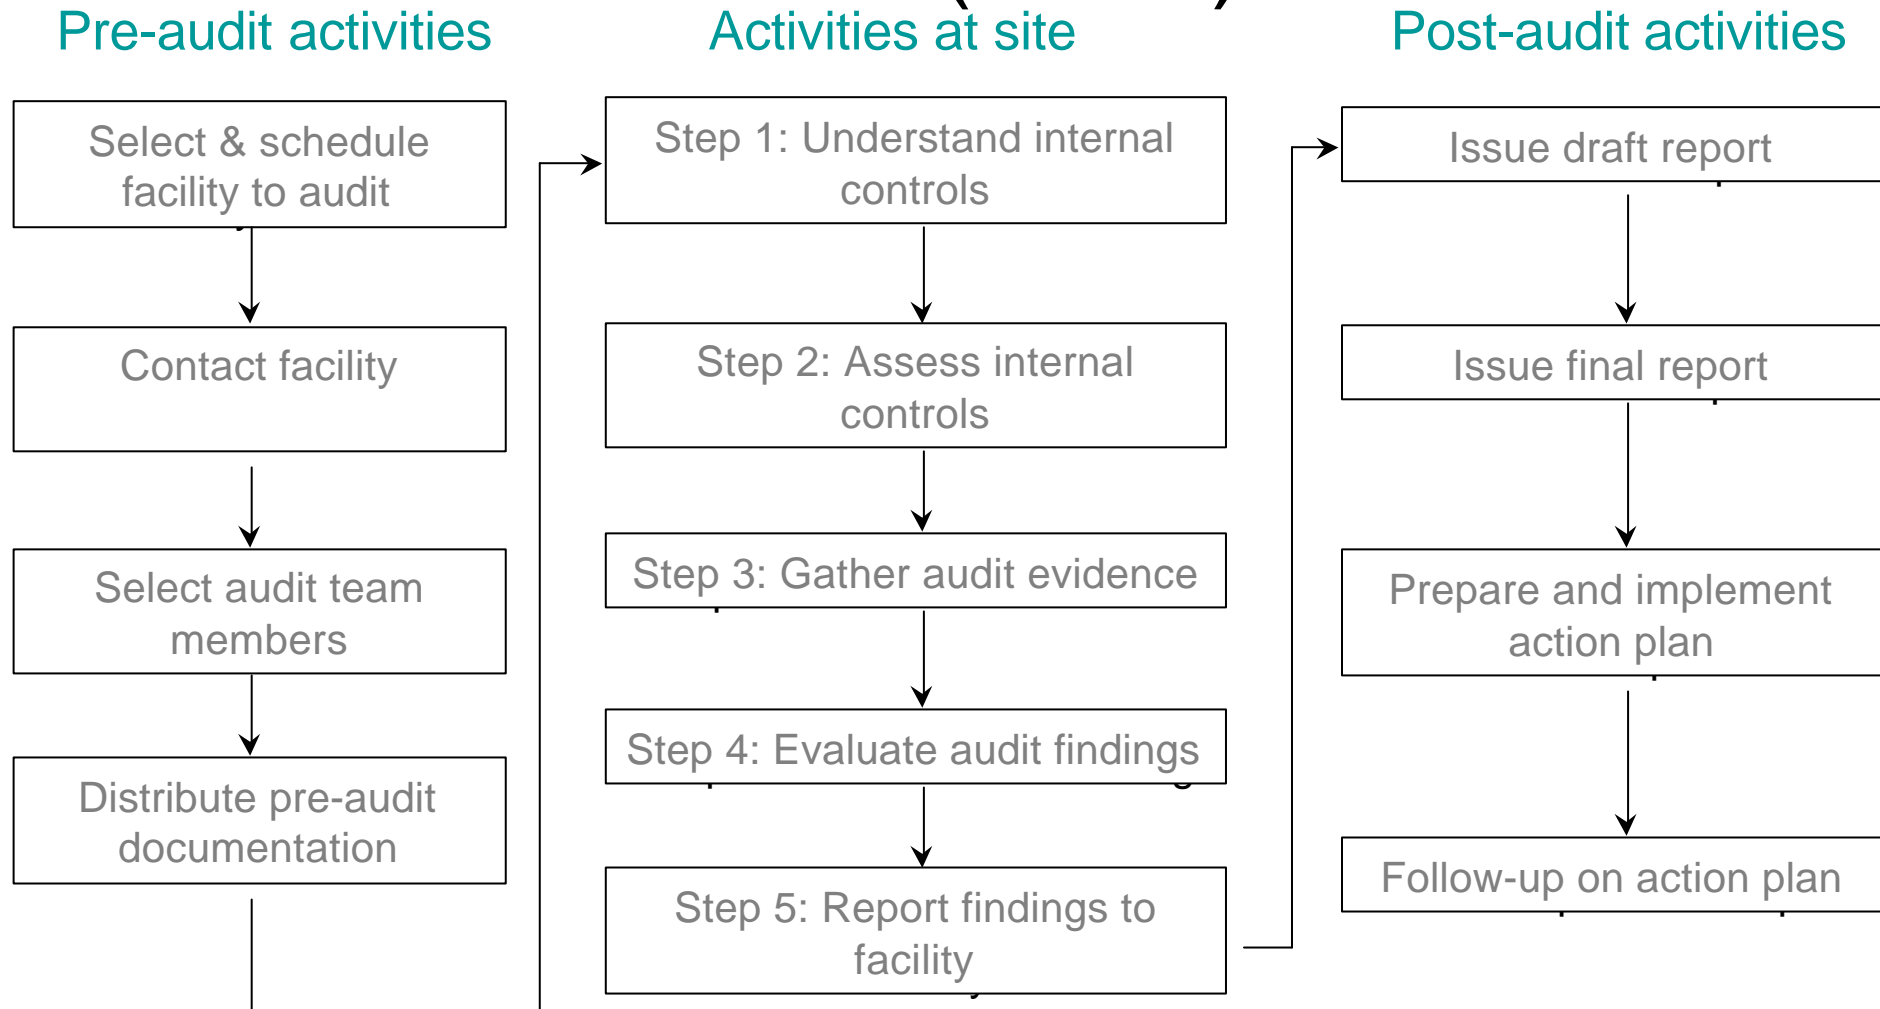 Pre-audit activities
Select & schedule
facility to audit
Contact facility
Select audit team
members
Distribute pre-audit
documentation
Activities at site
Step 1: Understand internal
controls
Step 2: Assess internal
controls
Step 3: Gather audit evidence
Step 4: Evaluate audit findings
Step 5: Report findings to
facility
Post-audit activities
Issue draft report
Issue final report
Prepare and implement
action plan
Follow-up on action plan